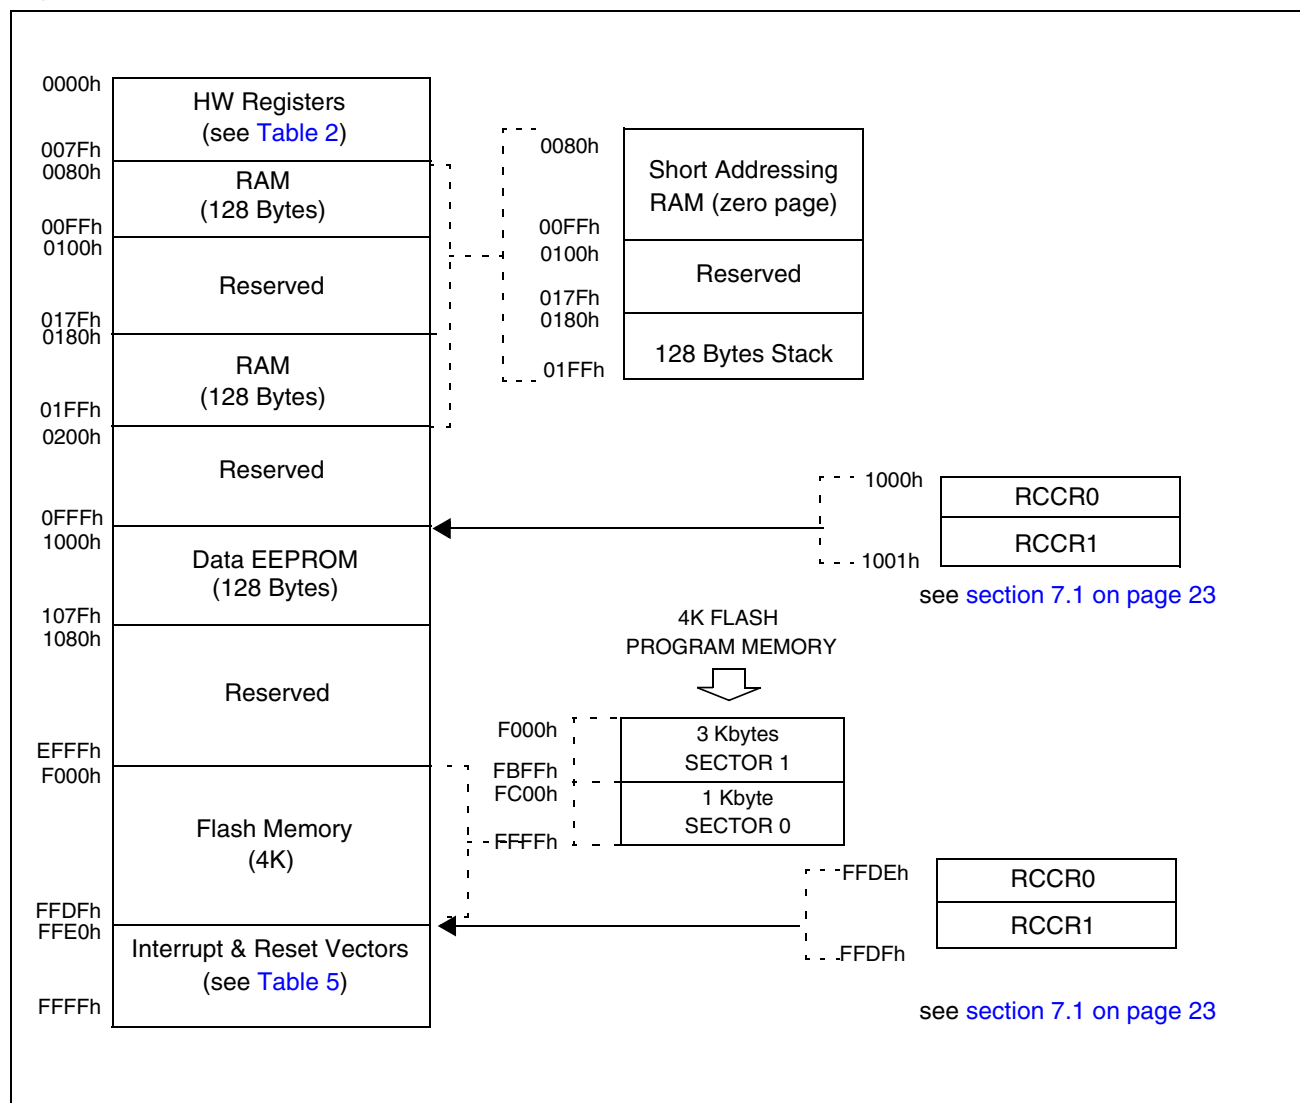 0000h
HW Registers
(see Table 2)
007Fh
0080h
RAM
(128 Bytes)
00FFh
0100h
Reserved
017Fh
0180h
RAM
(128 Bytes)
01FFh
0200h
Reserved
0FFFh
1000h
Data EEPROM
(128 Bytes)
107Fh
1080h
Reserved
EFFFh
F000h
Flash Memory
(4K)
FFDFh
FFE0h
Interrupt & Reset Vectors
(see Table 5)
FFFFh
0080h
Short Addressing
RAM (zero page)
00FFh
0100h
Reserved
017Fh
0180h
128 Bytes Stack
01FFh
1000h
RCCR0
RCCR1
1001h
see section 7.1 on page 23
4K FLASH
PROGRAM MEMORY
F000h
3 Kbytes
SECTOR 1
FBFFh
FC00h
1 Kbyte
SECTOR 0
FFFFh
FFDEh
RCCR0
RCCR1
FFDFh
see section 7.1 on page 23